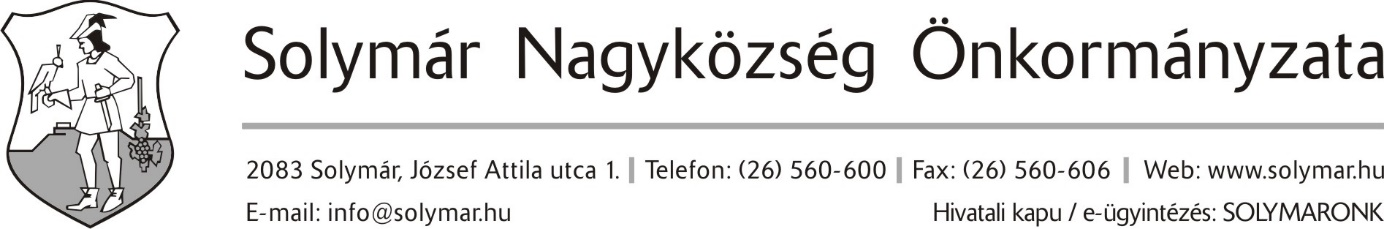 Solymár Nagyközség Önkormányzata
2083 Solymár, József Attila utca 1. | Telefon: (26) 560-600 | Fax: (26) 560-606 | Web: www.solymar.hu
E-mail: info@solymar.hu Hivatali kapu / e-ügyintézés: SOLYMARONK